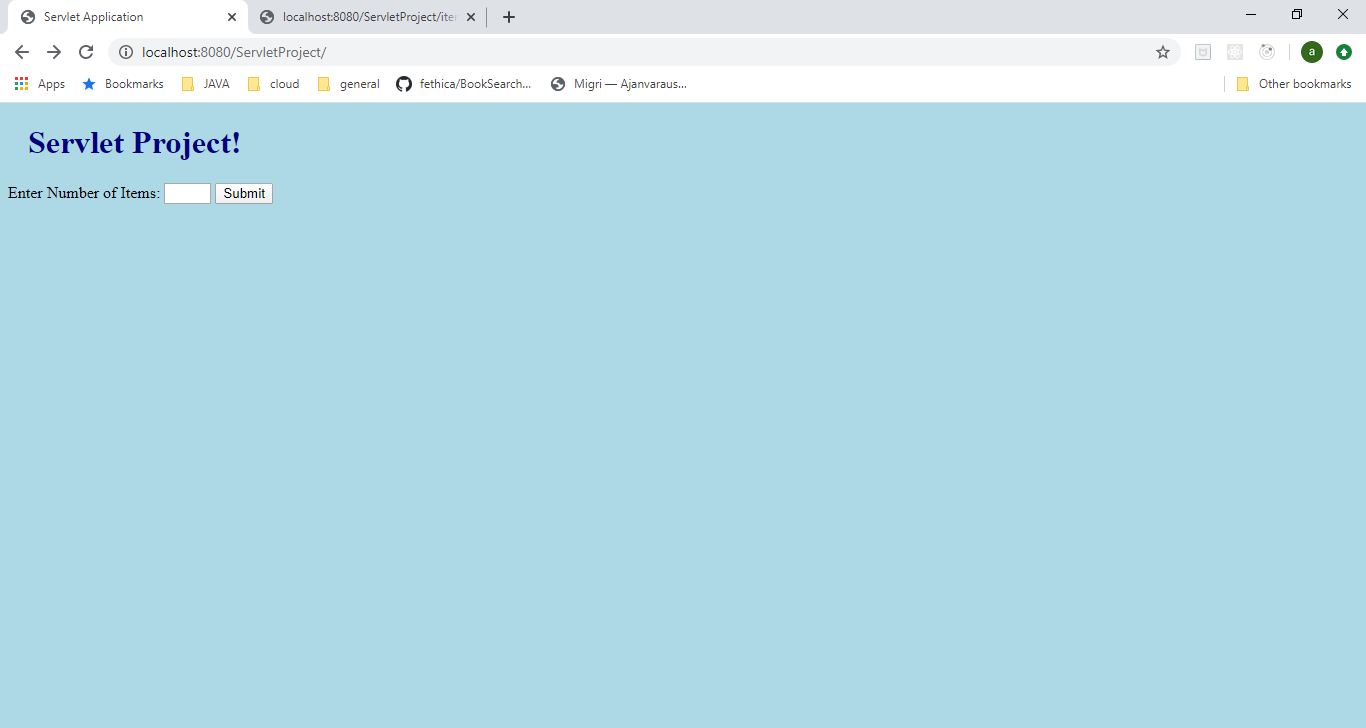 Servlet Application
localhost:8080/ServletProject/iter
localhost:8080/ServletProject/
a
Apps
Bookmarks
JAVA
cloud
general
fethica/BookSearch...
Migri — Ajanvaraus...
Other bookmarks
Servlet Project!
Enter Number of Items:
Submit